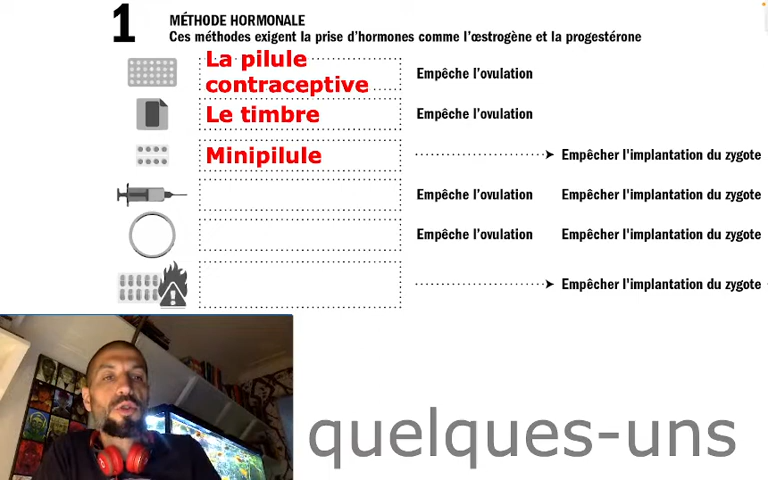 1
MÉTHODE HORMONALE
Ces méthodes exigent la prise d'hormones comme l'œstrogène et la progestérone
La pilule
contraceptive
Empêche l'ovulation
Le timbre
Empêche l'ovulation
Minipilule
Empêcher l'implantation du zygote
Empêche l'ovulation Empêcher l'implantation du zygote
Empêche l'ovulation Empêcher l'implantation du zygote
Empêcher l'implantation du zygote
quelques-uns